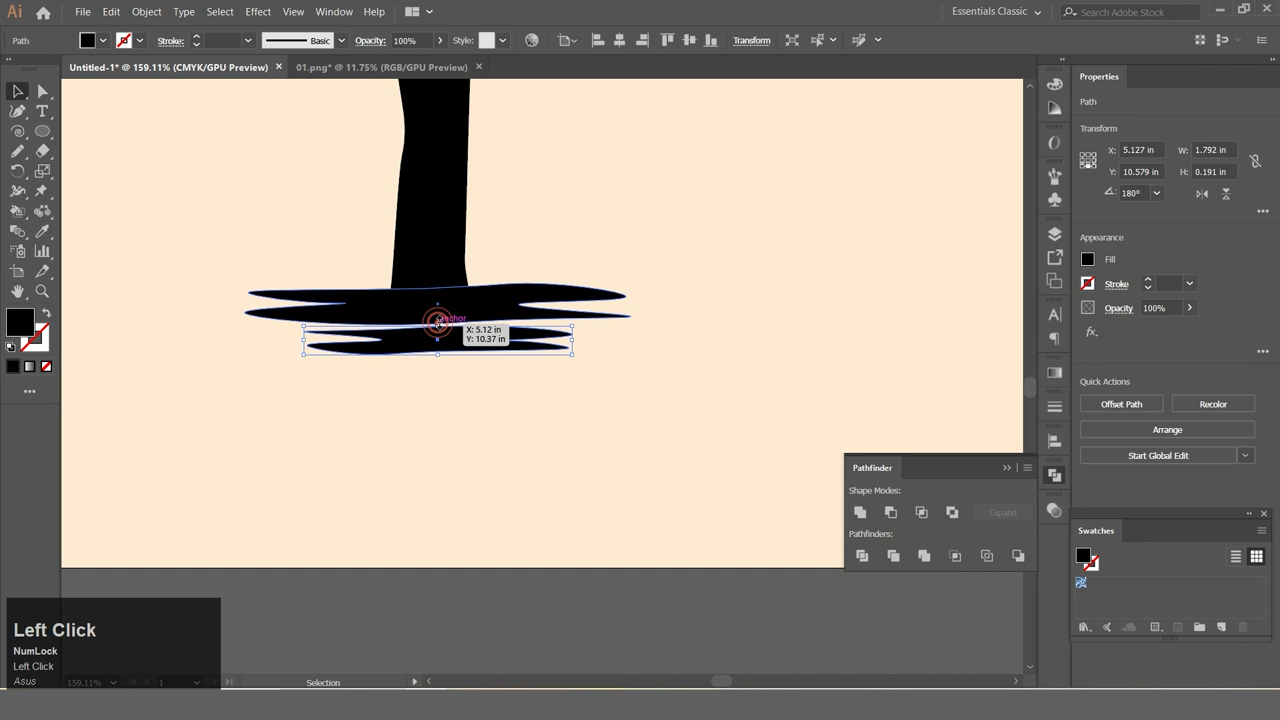 Ai File Edit Object Type Select Effect View Window Help Essentials Classic Search Adobe Stock
Path Stroke: Basic Opacity: 100% Style: Transform
Untitled-1* @ 159.11% (CMYK/GPU Preview) × 01.png* @ 11.75% (RGB/GPU Preview) ×
Properties
Path
Transform
X: 5.127 in W: 1.792 in
Y: 10.579 in H: 0.191 in
180°
Appearance
Fill
Stroke
Opacity 100%
fx.
Quick Actions
Offset Path Recolor
Arrange
Start Global Edit
X: 5.12 in
Y: 10.37 in
Pathfinder
Shape Modes:
Expand
Pathfinders:
Swatches
Left Click
NumLock
Left Click
Asus
159.11% 1 Selection